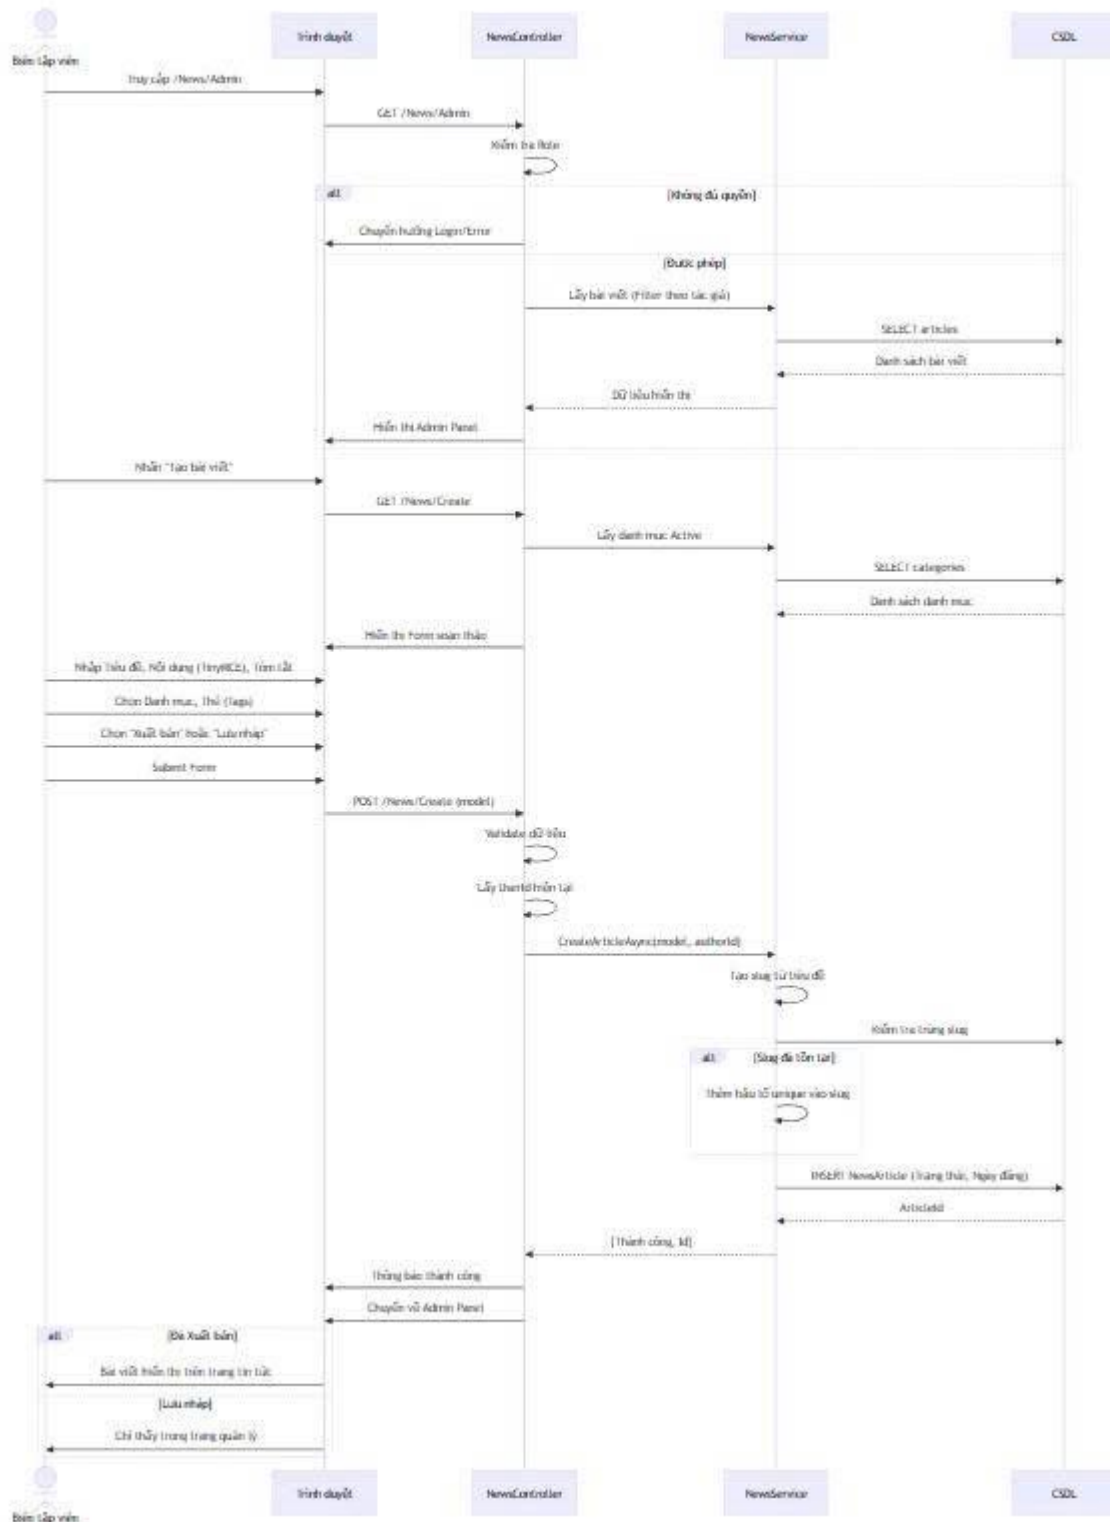 Trình duyệt
NewsController
NewsService
CSDL
Biên tập viên
Truy cập /News/Admin
GET /News/Admin
Kiểm tra Role
alt
[Không đủ quyền]
Chuyển hướng Login/Error
[Được phép]
Lấy bài viết (Filter theo tác giả)
SELECT articles
Danh sách bài viết
Dữ liệu hiển thị
Hiển thị Admin Panel
Nhấn "Tạo bài viết"
GET /News/Create
Lấy danh mục Active
SELECT categories
Danh sách danh mục
Hiển thị Form soạn thảo
Nhập Tiêu đề, Nội dung (TinyMCE), Tóm tắt
Chọn Danh mục, Thẻ (Tags)
Chọn "Xuất bản" hoặc "Lưu nháp"
Submit Form
POST /News/Create (model)
Validate dữ liệu
Lấy UserId hiện tại
CreateArticleAsync(model, authorId)
Tạo slug từ tiêu đề
Kiểm tra trùng slug
alt
[Slug đã tồn tại]
Thêm hậu tố unique vào slug
INSERT NewsArticle (Trạng thái, Ngày đăng)
ArticleId
(Thành công, Id)
Thông báo thành công
Chuyển về Admin Panel
alt
[Đã Xuất bản]
Bài viết hiển thị trên trang tin tức
[Lưu nháp]
Chỉ thấy trong trang quản lý
Trình duyệt
NewsController
NewsService
CSDL
Biên tập viên